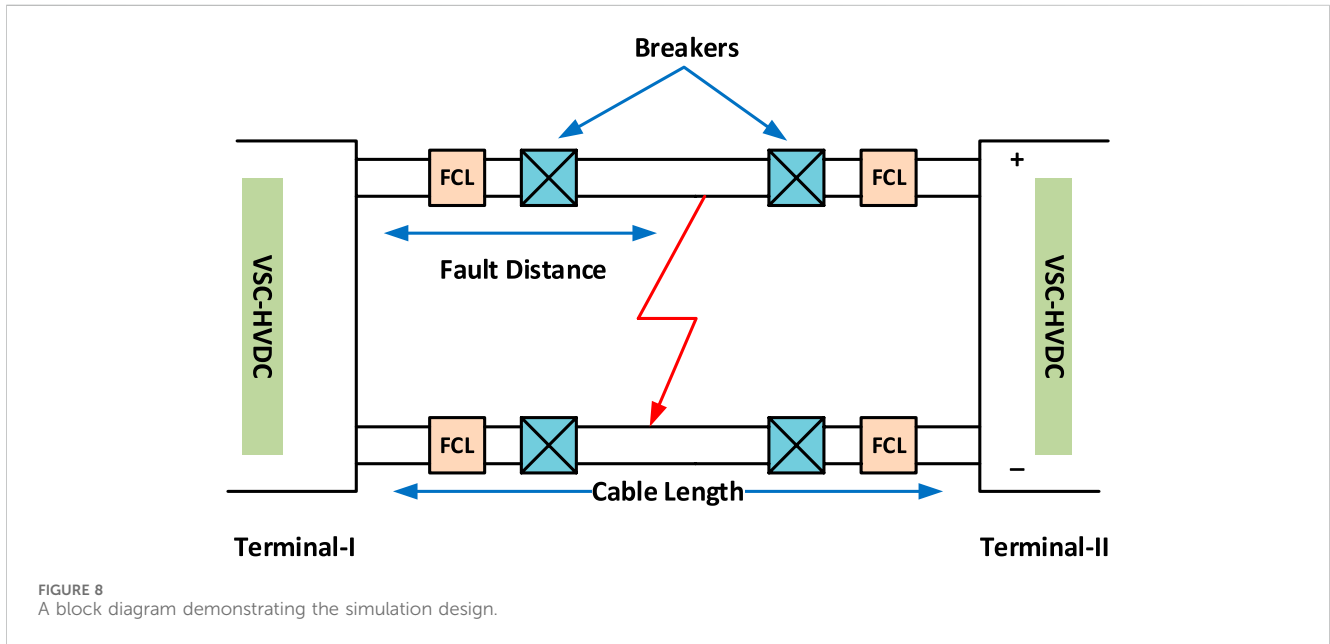 Breakers
FCL
FCL
+
Fault Distance
VSC-HVDC
VSC-HVDC
FCL
FCL
–
Cable Length
Terminal-I
Terminal-II
FIGURE 8
A block diagram demonstrating the simulation design.